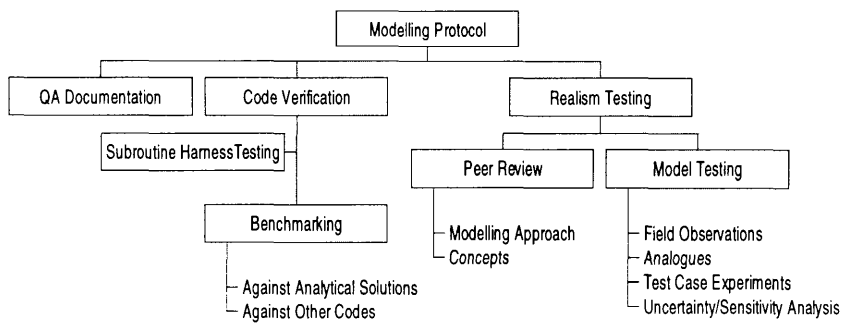 Modelling Protocol
QA Documentation
Code Verification
Realism Testing
Subroutine HarnessTesting
Peer Review
Model Testing
Benchmarking
Modelling Approach
Concepts
Field Observations
Analogues
Test Case Experiments
Uncertainty/Sensitivity Analysis
Against Analytical Solutions
Against Other Codes